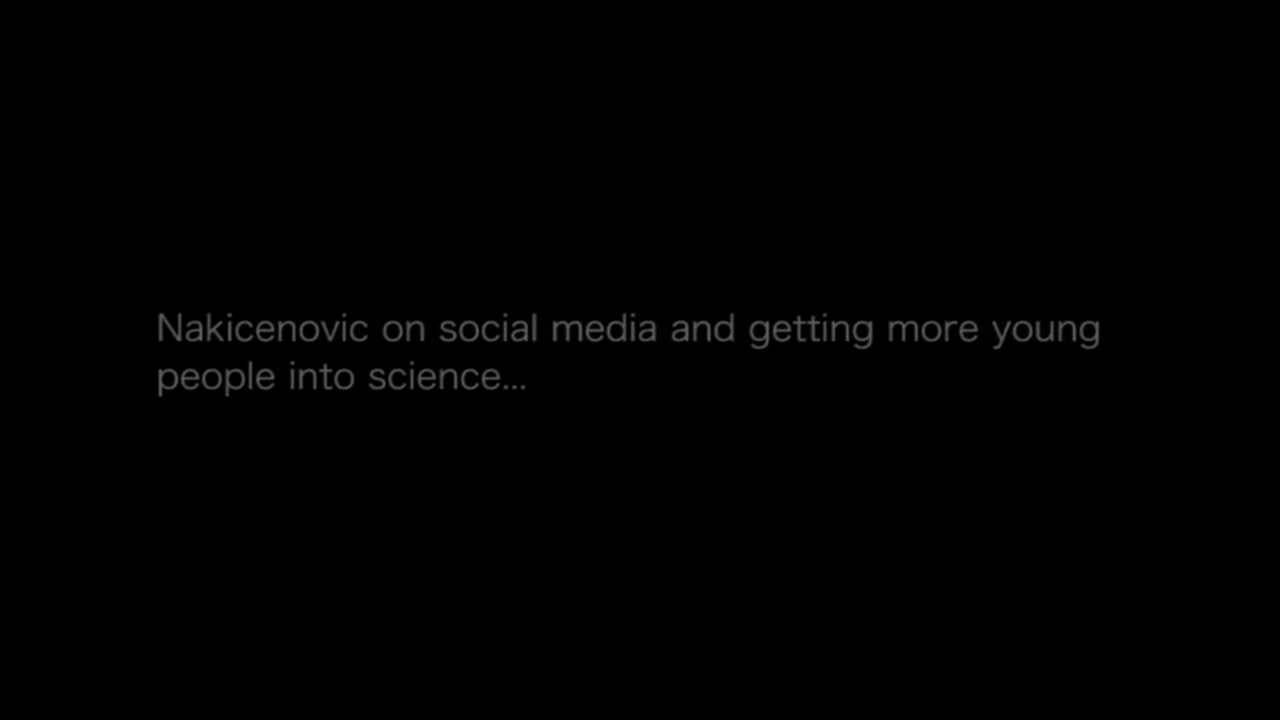 Nakicenovic on social media and getting more young
people into science...